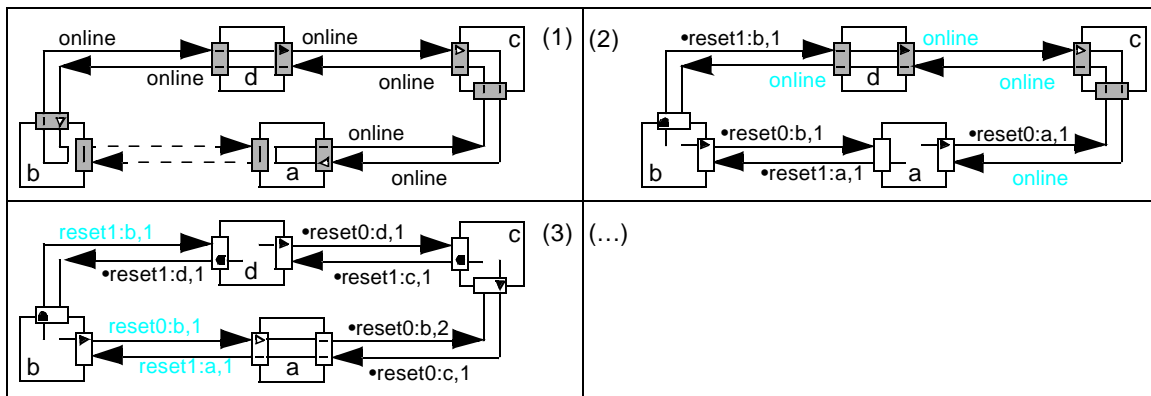 online
online
c
(1)
online
d
online
online
b
a
online
(2)
•reset1:b,1
online
c
online
d
online
•reset0:b,1
•reset0:a,1
•reset1:a,1
b
a
online
reset1:b,1
•reset0:d,1
c
(3)
•reset1:d,1
d
•reset1:c,1
reset0:b,1
•reset0:b,2
reset1:a,1
b
a
•reset0:c,1
(...)